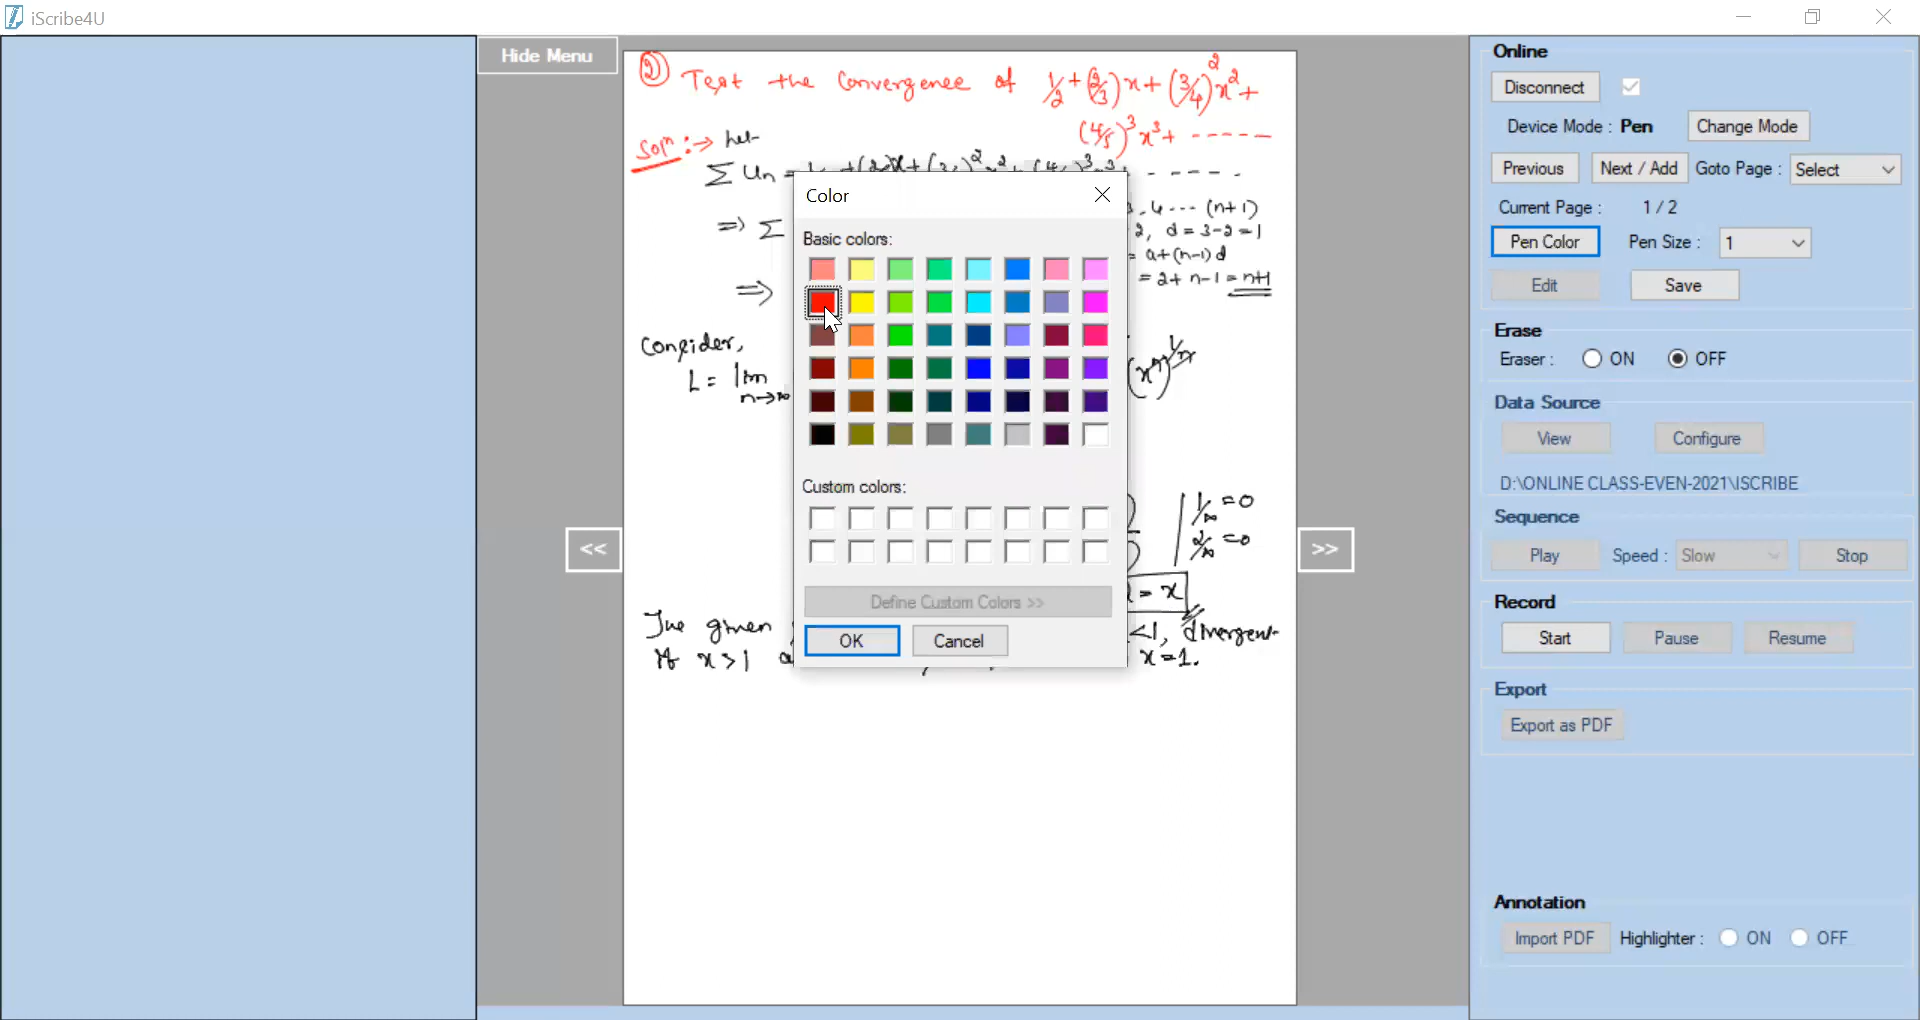 iScribe4U
Hide Menu
② Test the Convergence of 1/2 + (2/3)x + (3/4)²x² +
(4/5)³x³ + -----
Solⁿ :→ Let
∑ Un =
⇒ ∑
4 --- (n+1)
2, d = 3-2 = 1
= a+(n-1)d
⇒
= 2+ n-1 = n+1
Consider,
L = lim
n→∞
(xⁿ)^1/n
1/∞ = 0
2/∞ = 0
= x
The given
<1, divergent
if x>1
x=1.
<<
>>
Color
Basic colors:
Custom colors:
Define Custom Colors >>
OK Cancel
Online
Disconnect
Device Mode : Pen Change Mode
Previous Next / Add Goto Page : Select
Current Page : 1 / 2
Pen Color Pen Size : 1
Edit Save
Erase
Eraser : ON OFF
Data Source
View Configure
D:\ONLINE CLASS-EVEN-2021\ISCRIBE
Sequence
Play Speed : Slow Stop
Record
Start Pause Resume
Export
Export as PDF
Annotation
Import PDF Highlighter : ON OFF